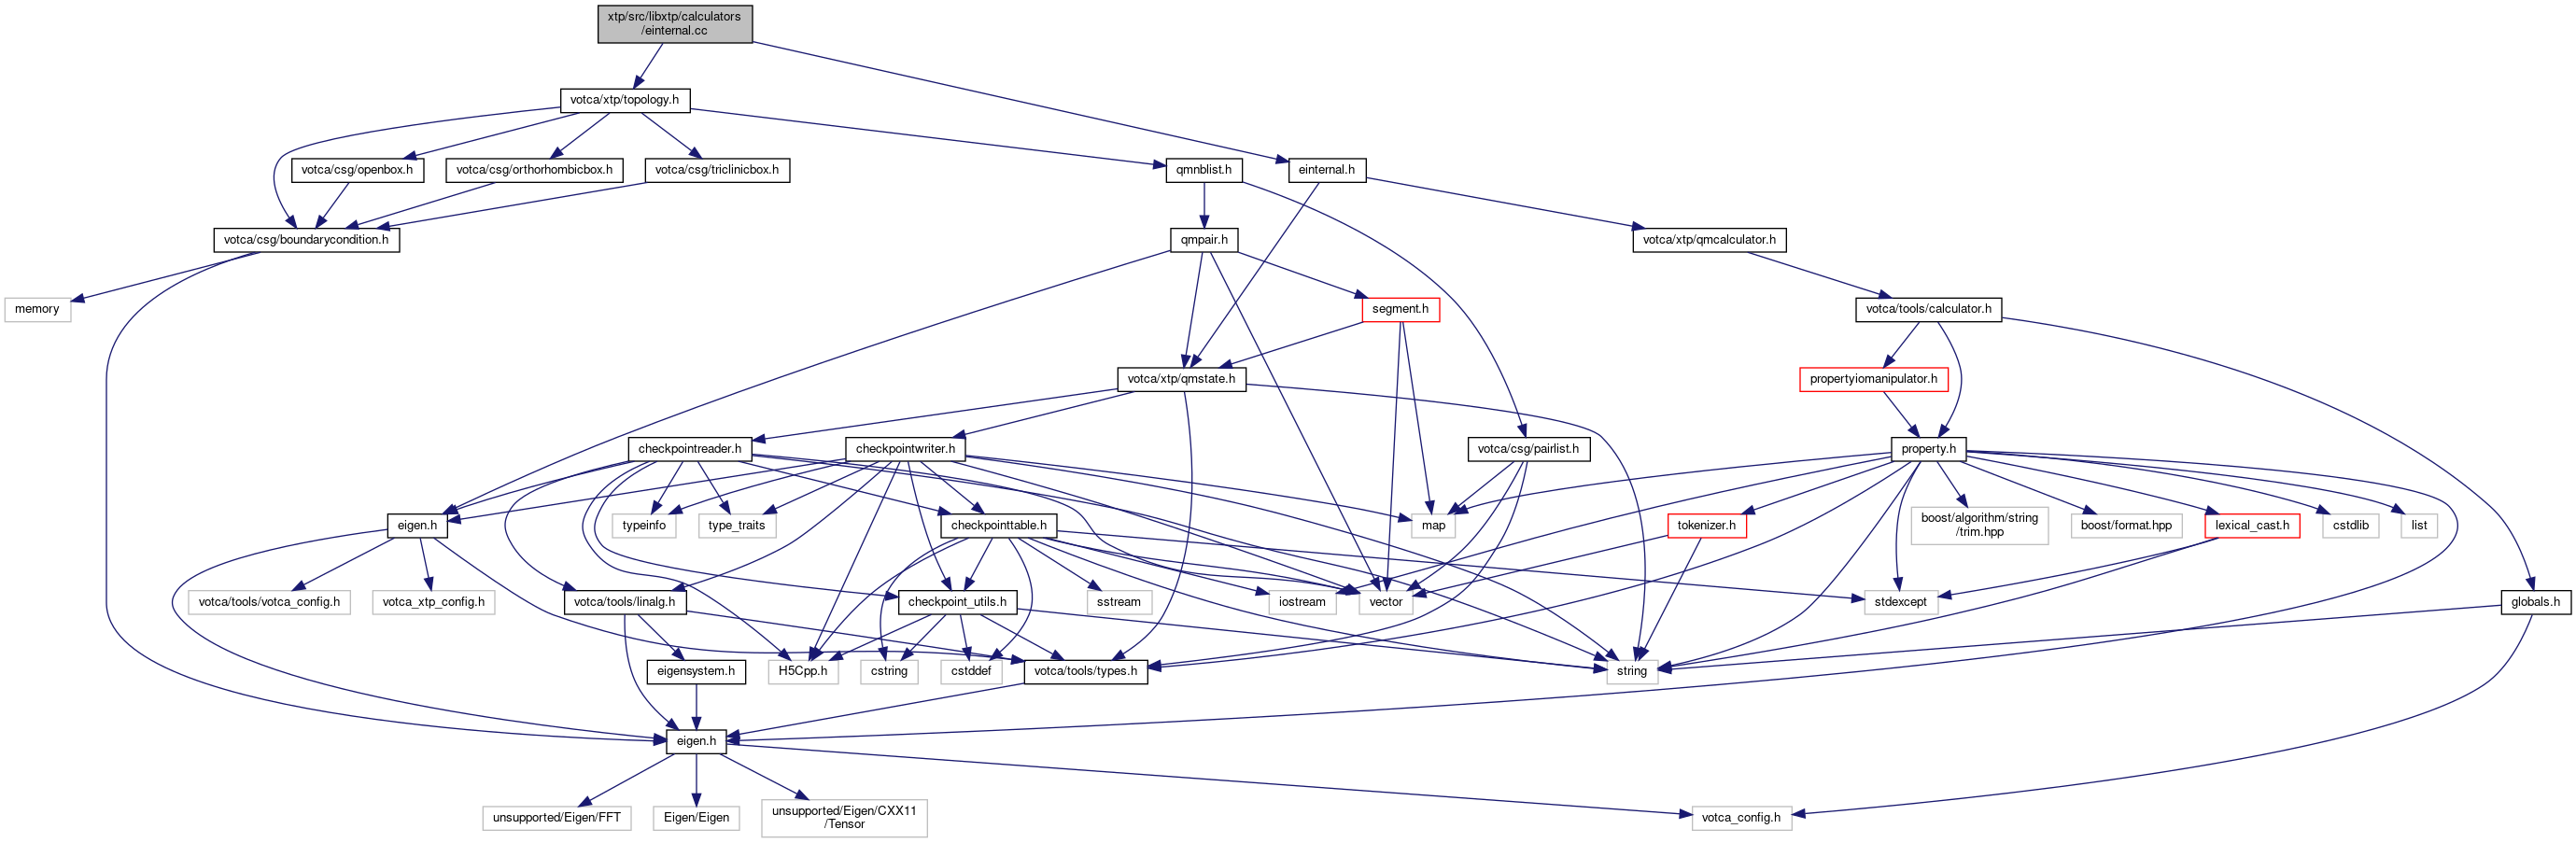 xtp/src/libxtp/calculators
/einternal.cc
votca/xtp/topology.h
votca/csg/openbox.h
votca/csg/orthorhombicbox.h
votca/csg/triclinicbox.h
qmnblist.h
einternal.h
votca/csg/boundarycondition.h
qmpair.h
votca/xtp/qmcalculator.h
memory
segment.h
votca/tools/calculator.h
votca/xtp/qmstate.h
propertyiomanipulator.h
checkpointreader.h
checkpointwriter.h
votca/csg/pairlist.h
property.h
eigen.h
typeinfo
type_traits
checkpointtable.h
map
tokenizer.h
boost/algorithm/string
/trim.hpp
boost/format.hpp
lexical_cast.h
cstdlib
list
votca/tools/votca_config.h
votca_xtp_config.h
votca/tools/linalg.h
checkpoint_utils.h
sstream
iostream
vector
stdexcept
globals.h
eigensystem.h
H5Cpp.h
cstring
cstddef
votca/tools/types.h
string
eigen.h
unsupported/Eigen/FFT
Eigen/Eigen
unsupported/Eigen/CXX11
/Tensor
votca_config.h